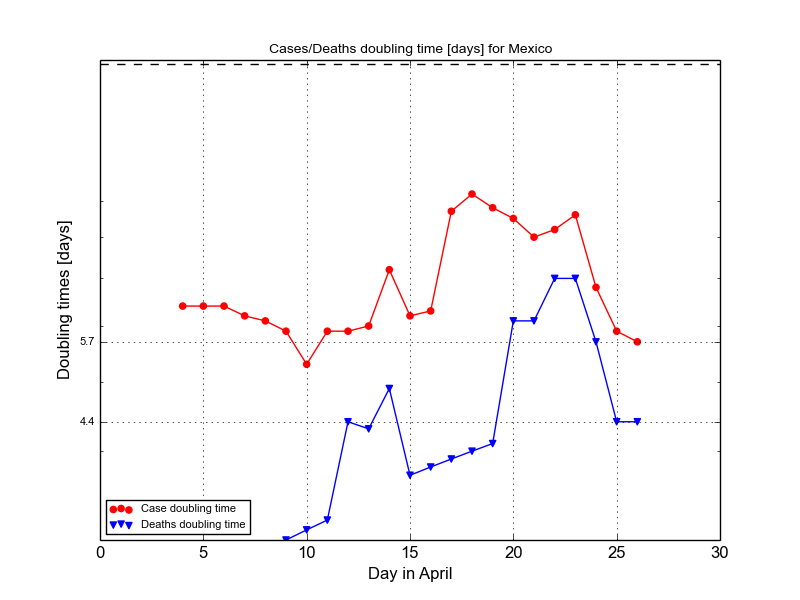 Cases/Deaths doubling time [days] for Mexico
Doubling times [days]
5.7
4.4
Case doubling time
Deaths doubling time
0 5 10 15 20 25 30
Day in April